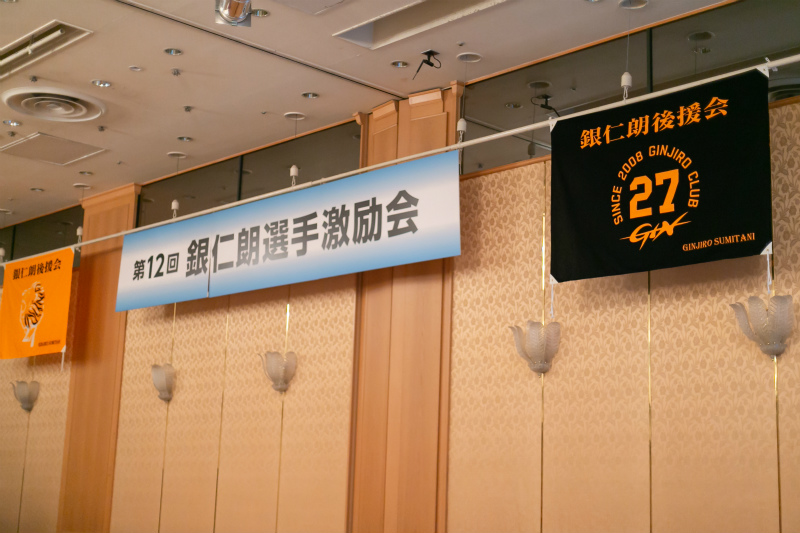 銀仁朗後援会
第12回 銀仁朗選手激励会
銀仁朗後援会
SINCE 2008 GINJIRO CLUB
27
GINJIRO SUMITANI